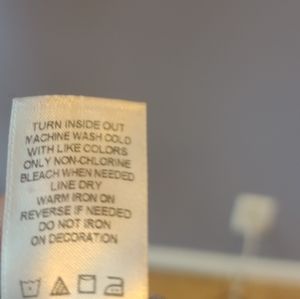 TURN INSIDE OUT
MACHINE WASH COLD
WITH LIKE COLORS
ONLY NON-CHLORINE
BLEACH WHEN NEEDED
LINE DRY
WARM IRON ON
REVERSE IF NEEDED
DO NOT IRON
ON DECORATION